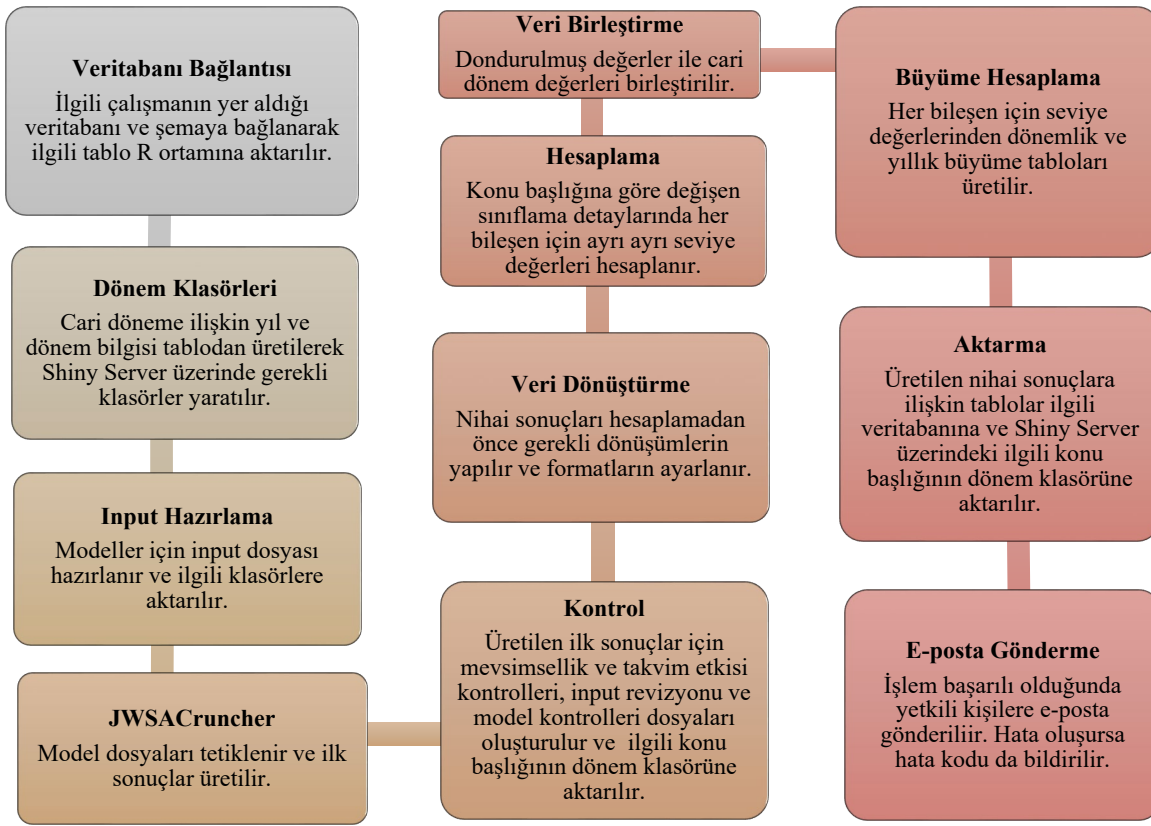 Veritabanı Bağlantısı
İlgili çalışmanın yer aldığı
veritabanı ve şemaya bağlanarak
ilgili tablo R ortamına aktarılır.
Dönem Klasörleri
Cari döneme ilişkin yıl ve
dönem bilgisi tablodan üretilerek
Shiny Server üzerinde gerekli
klasörler yaratılır.
Input Hazırlama
Modeller için input dosyası
hazırlanır ve ilgili klasörlere
aktarılır.
JWSACruncher
Model dosyaları tetiklenir ve ilk
sonuçlar üretilir.
Kontrol
Üretilen ilk sonuçlar için
mevsimsellik ve takvim etkisi
kontrolleri, input revizyonu ve
model kontrolleri dosyaları
oluşturulur ve ilgili konu
başlığının dönem klasörüne
aktarılır.
Veri Dönüştürme
Nihai sonuçları hesaplamadan
önce gerekli dönüşümlerin
yapılır ve formatların ayarlanır.
Hesaplama
Konu başlığına göre değişen
sınıflama detaylarında her
bileşen için ayrı ayrı seviye
değerleri hesaplanır.
Veri Birleştirme
Dondurulmuş değerler ile cari
dönem değerleri birleştirilir.
Büyüme Hesaplama
Her bileşen için seviye
değerlerinden dönemlik ve
yıllık büyüme tabloları
üretilir.
Aktarma
Üretilen nihai sonuçlara
ilişkin tablolar ilgili
veritabanına ve Shiny Server
üzerindeki ilgili konu
başlığının dönem klasörüne
aktarılır.
E-posta Gönderme
İşlem başarılı olduğunda
yetkili kişilere e-posta
gönderiliir. Hata oluşursa
hata kodu da bildirilir.